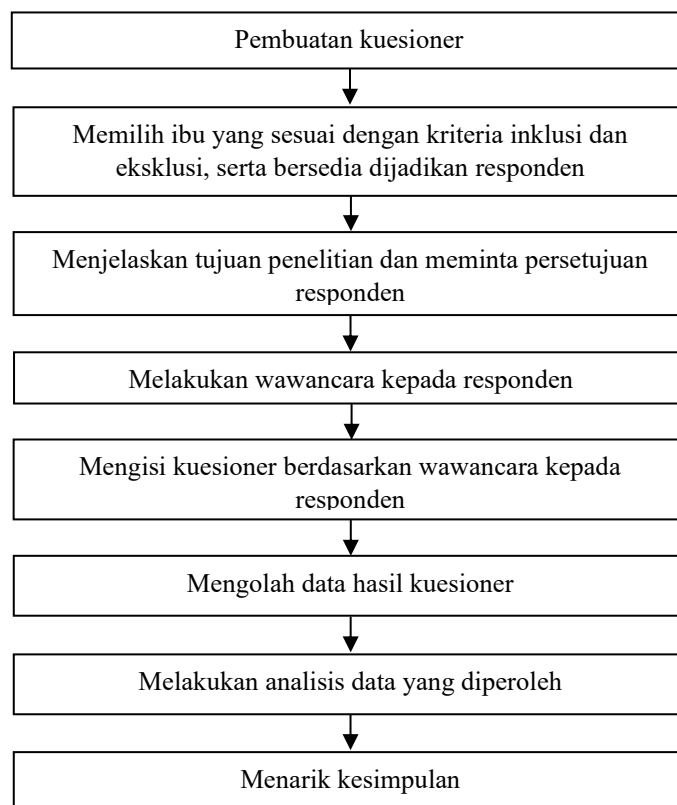 Pembuatan kuesioner
Memilih ibu yang sesuai dengan kriteria inklusi dan
eksklusi, serta bersedia dijadikan responden
Menjelaskan tujuan penelitian dan meminta persetujuan
responden
Melakukan wawancara kepada responden
Mengisi kuesioner berdasarkan wawancara kepada
responden
Mengolah data hasil kuesioner
Melakukan analisis data yang diperoleh
Menarik kesimpulan